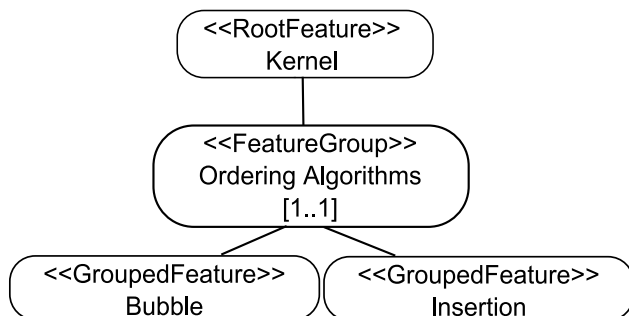 <<RootFeature>>
Kernel
<<FeatureGroup>>
Ordering Algorithms
[1..1]
<<GroupedFeature>>
Bubble
<<GroupedFeature>>
Insertion